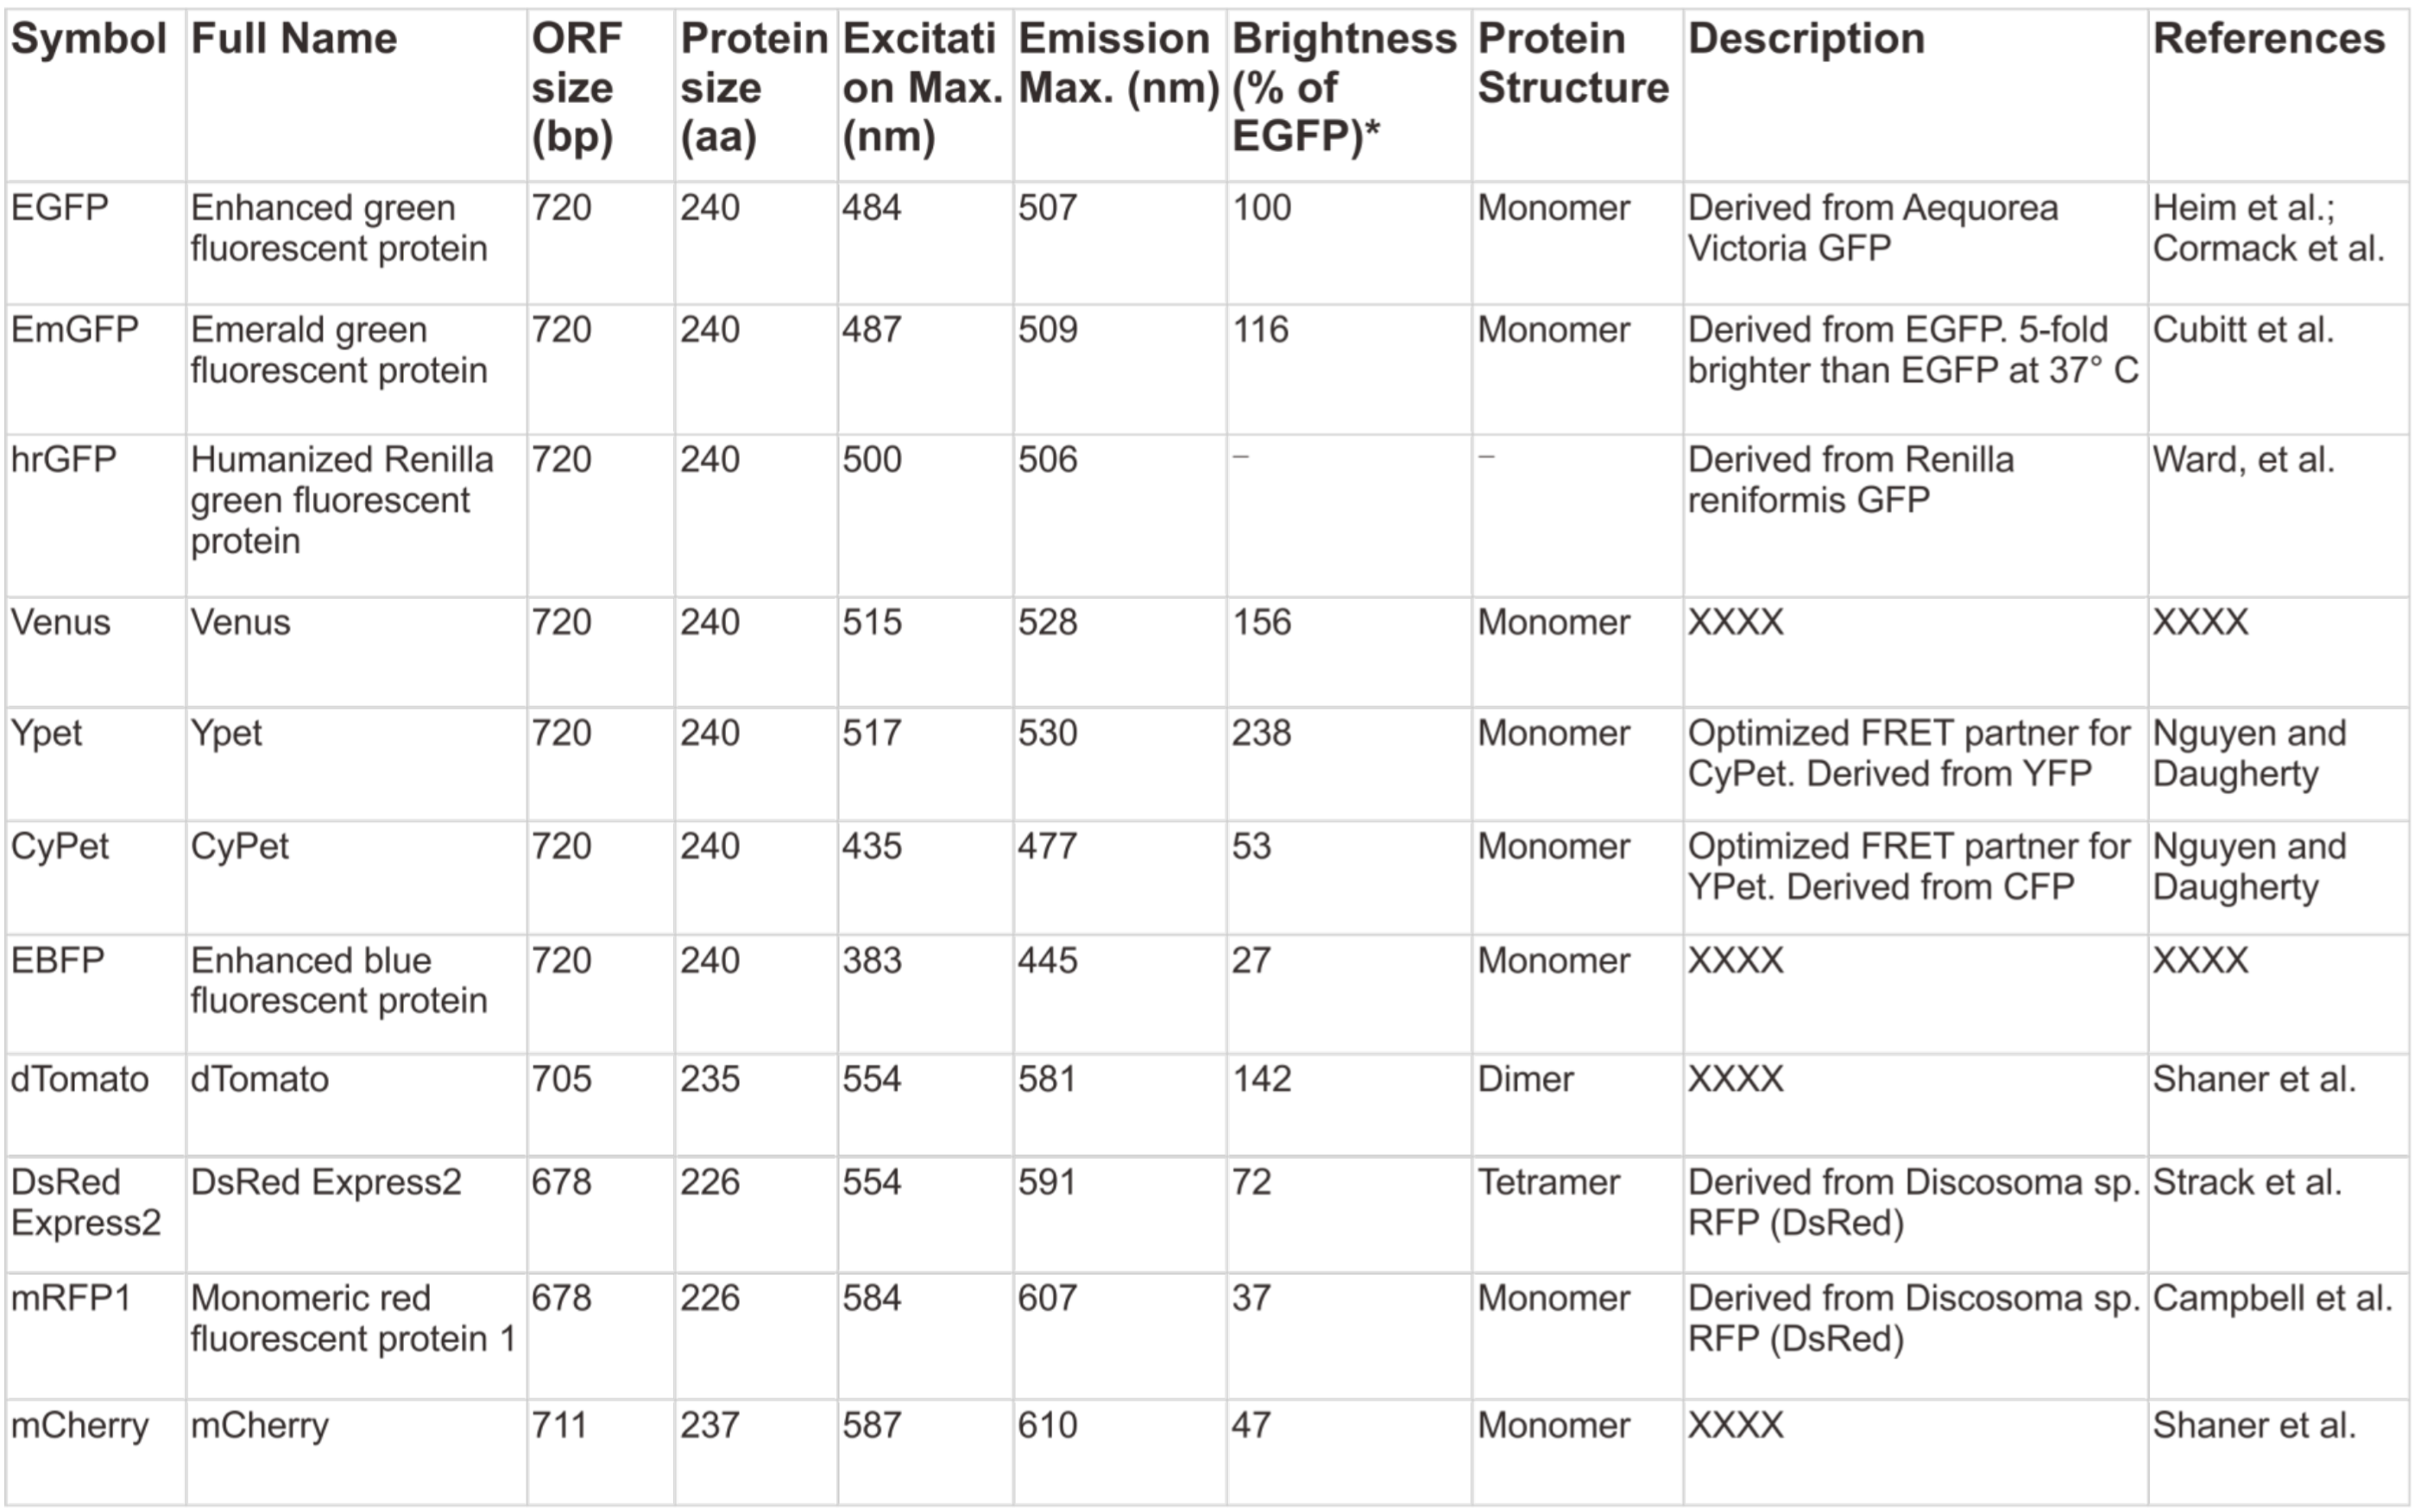 Symbol Full Name ORF size (bp) Protein size (aa) Excitati on Max. (nm) Emission Max. (nm) Brightness (% of EGFP)* Protein Structure Description References
EGFP Enhanced green fluorescent protein 720 240 484 507 100 Monomer Derived from Aequorea Victoria GFP Heim et al.; Cormack et al.
EmGFP Emerald green fluorescent protein 720 240 487 509 116 Monomer Derived from EGFP. 5-fold brighter than EGFP at 37° C Cubitt et al.
hrGFP Humanized Renilla green fluorescent protein 720 240 500 506 – – Derived from Renilla reniformis GFP Ward, et al.
Venus Venus 720 240 515 528 156 Monomer XXXX XXXX
Ypet Ypet 720 240 517 530 238 Monomer Optimized FRET partner for CyPet. Derived from YFP Nguyen and Daugherty
CyPet CyPet 720 240 435 477 53 Monomer Optimized FRET partner for YPet. Derived from CFP Nguyen and Daugherty
EBFP Enhanced blue fluorescent protein 720 240 383 445 27 Monomer XXXX XXXX
dTomato dTomato 705 235 554 581 142 Dimer XXXX Shaner et al.
DsRed Express2 DsRed Express2 678 226 554 591 72 Tetramer Derived from Discosoma sp. RFP (DsRed) Strack et al.
mRFP1 Monomeric red fluorescent protein 1 678 226 584 607 37 Monomer Derived from Discosoma sp. RFP (DsRed) Campbell et al.
mCherry mCherry 711 237 587 610 47 Monomer XXXX Shaner et al.